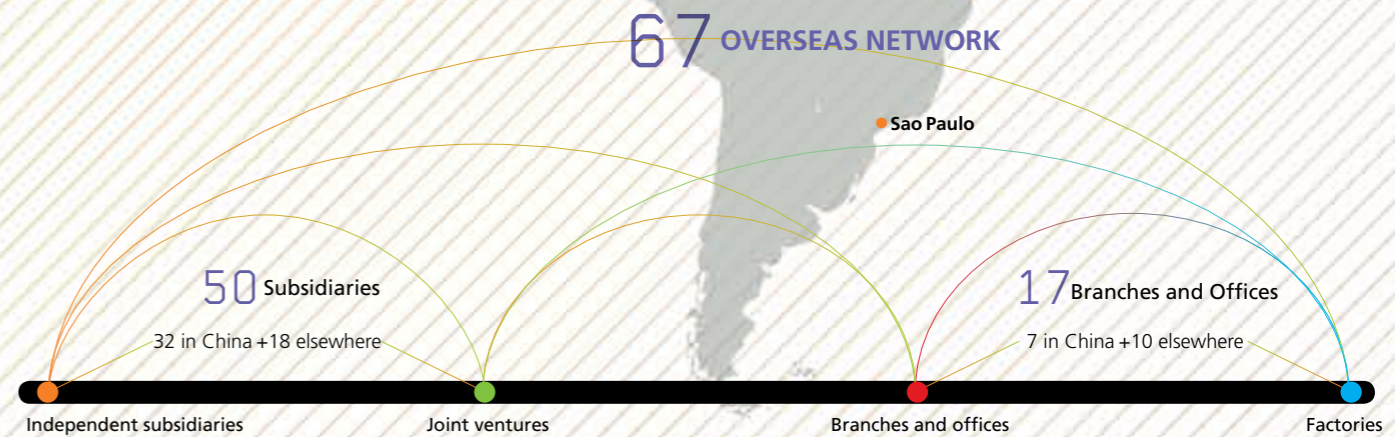 67 OVERSEAS NETWORK
Sao Paulo
50 Subsidiaries
32 in China +18 elsewhere
17 Branches and Offices
7 in China +10 elsewhere
Independent subsidiaries
Joint ventures
Branches and offices
Factories